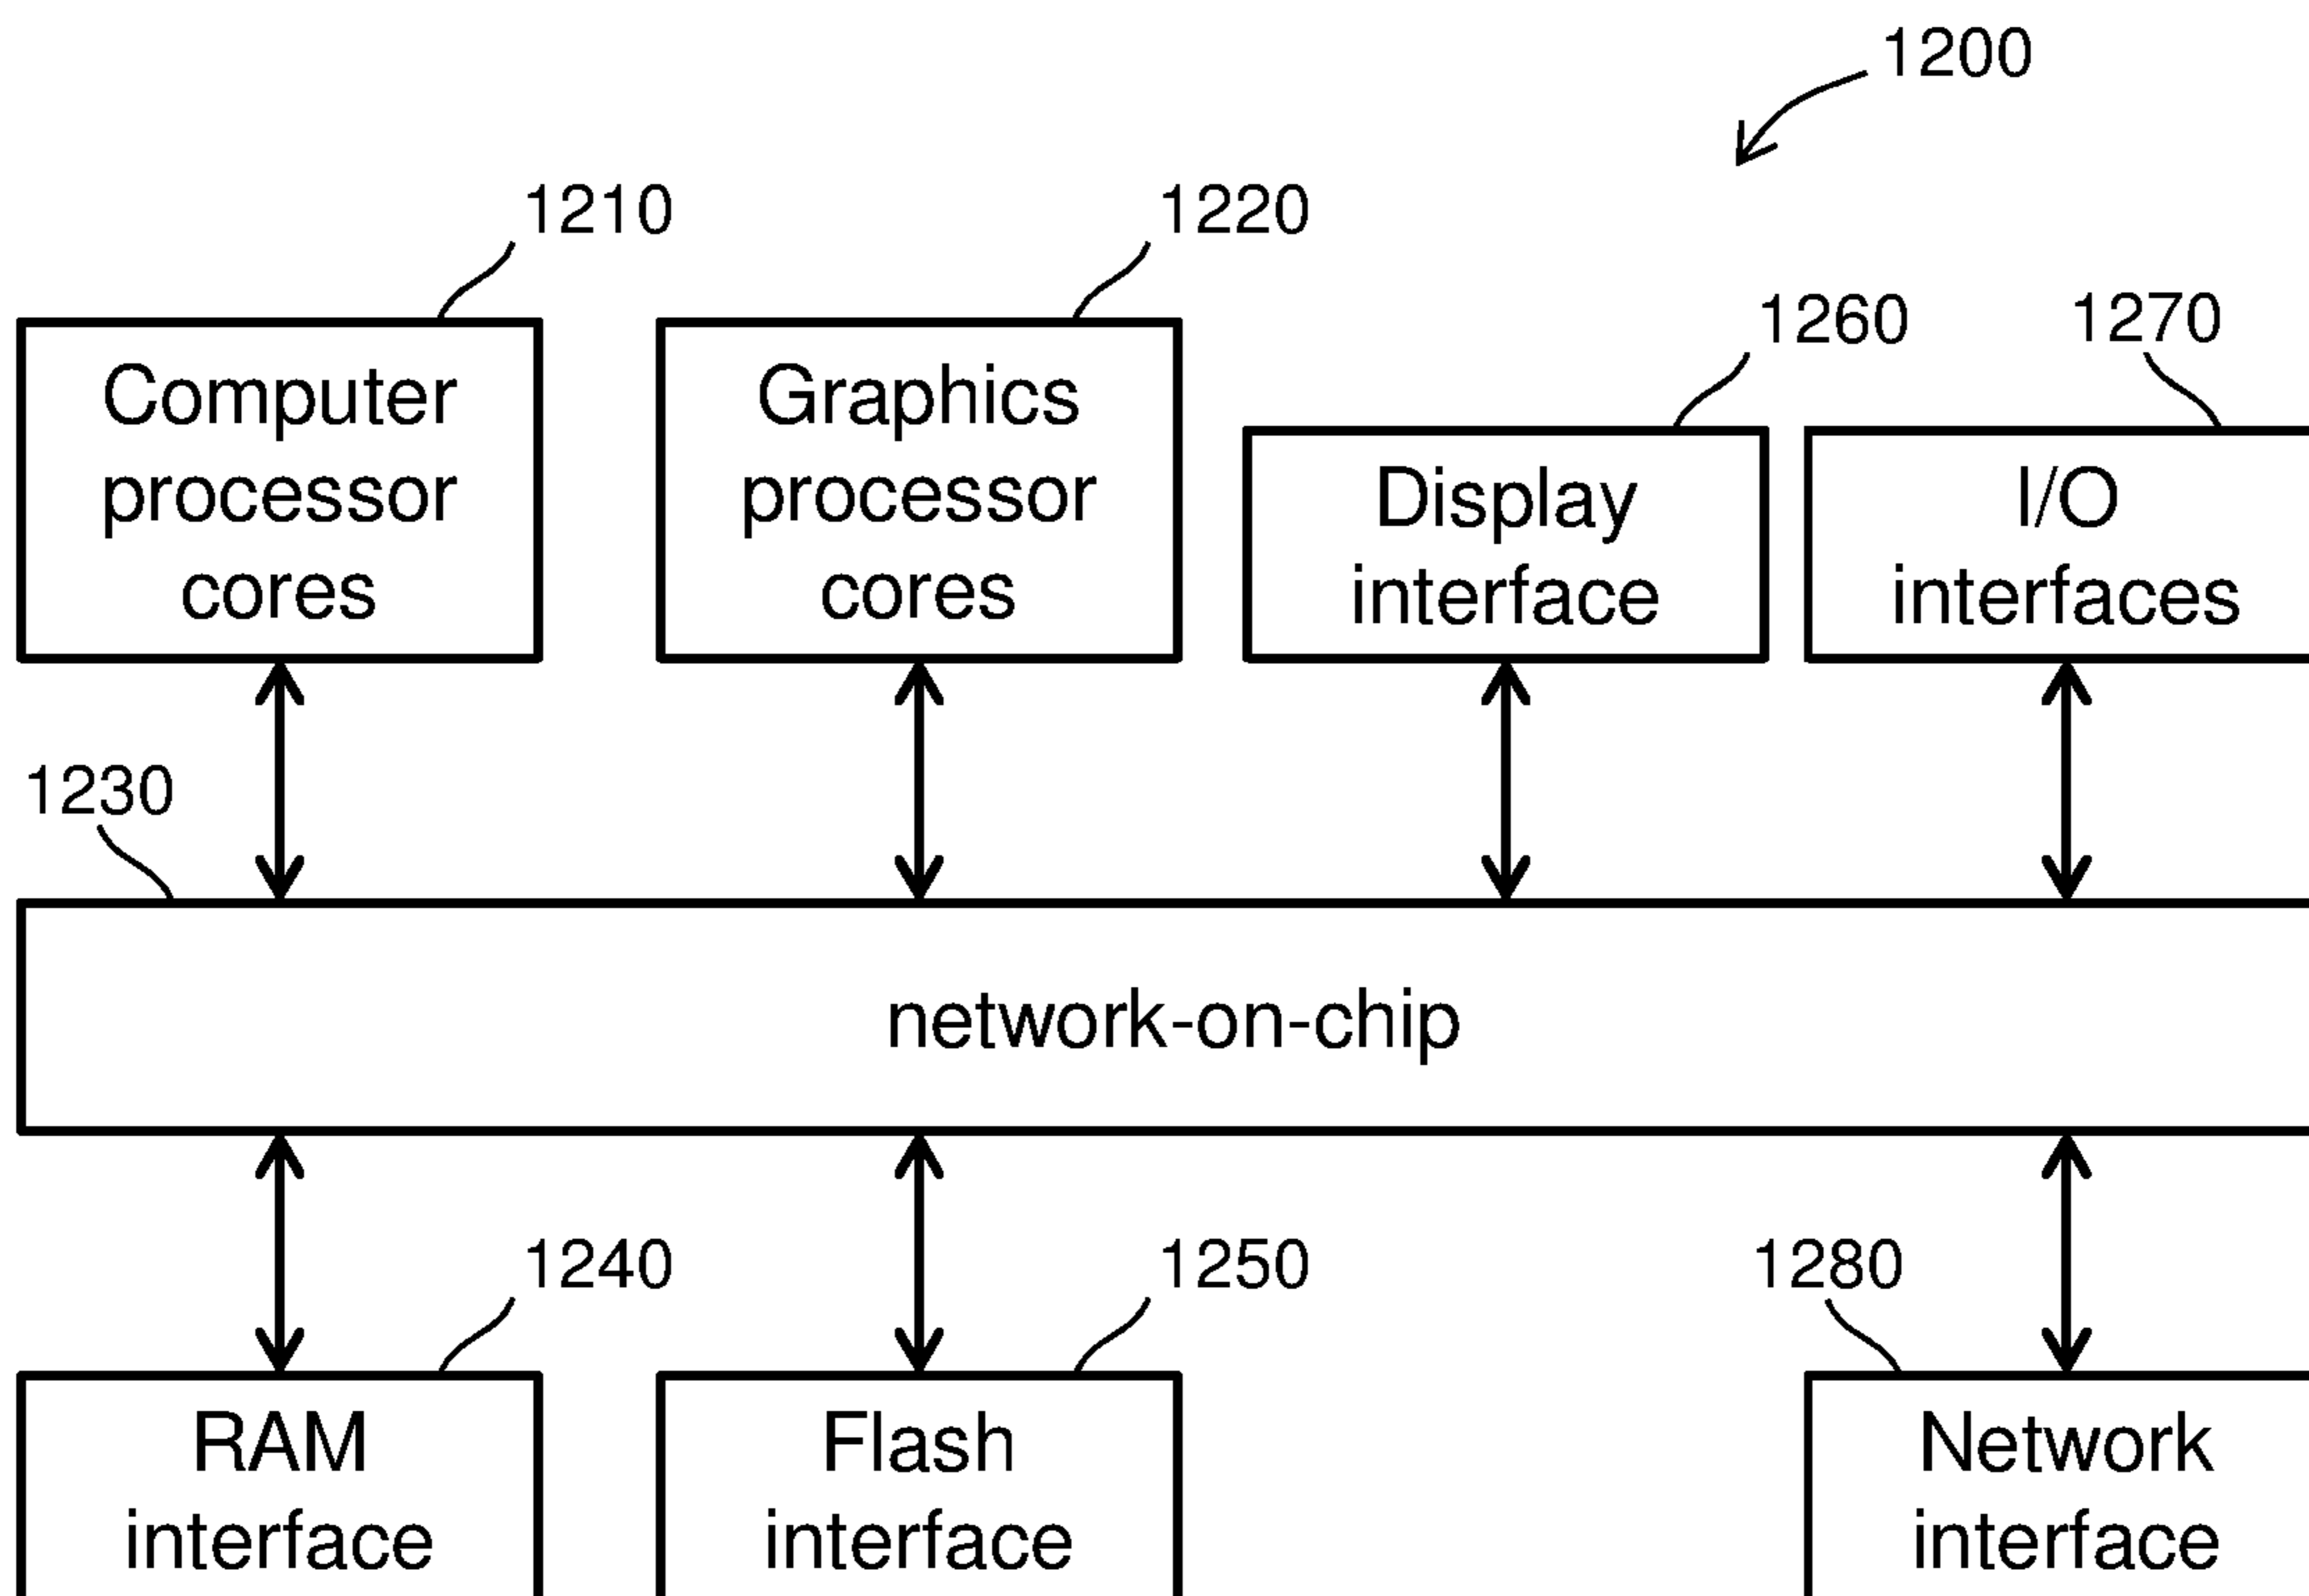 1200
1210
1220
1260
1270
Computer
processor
cores
Graphics
processor
cores
Display
interface
I/O
interfaces
1230
network-on-chip
1240
1250
1280
RAM
interface
Flash
interface
Network
interface